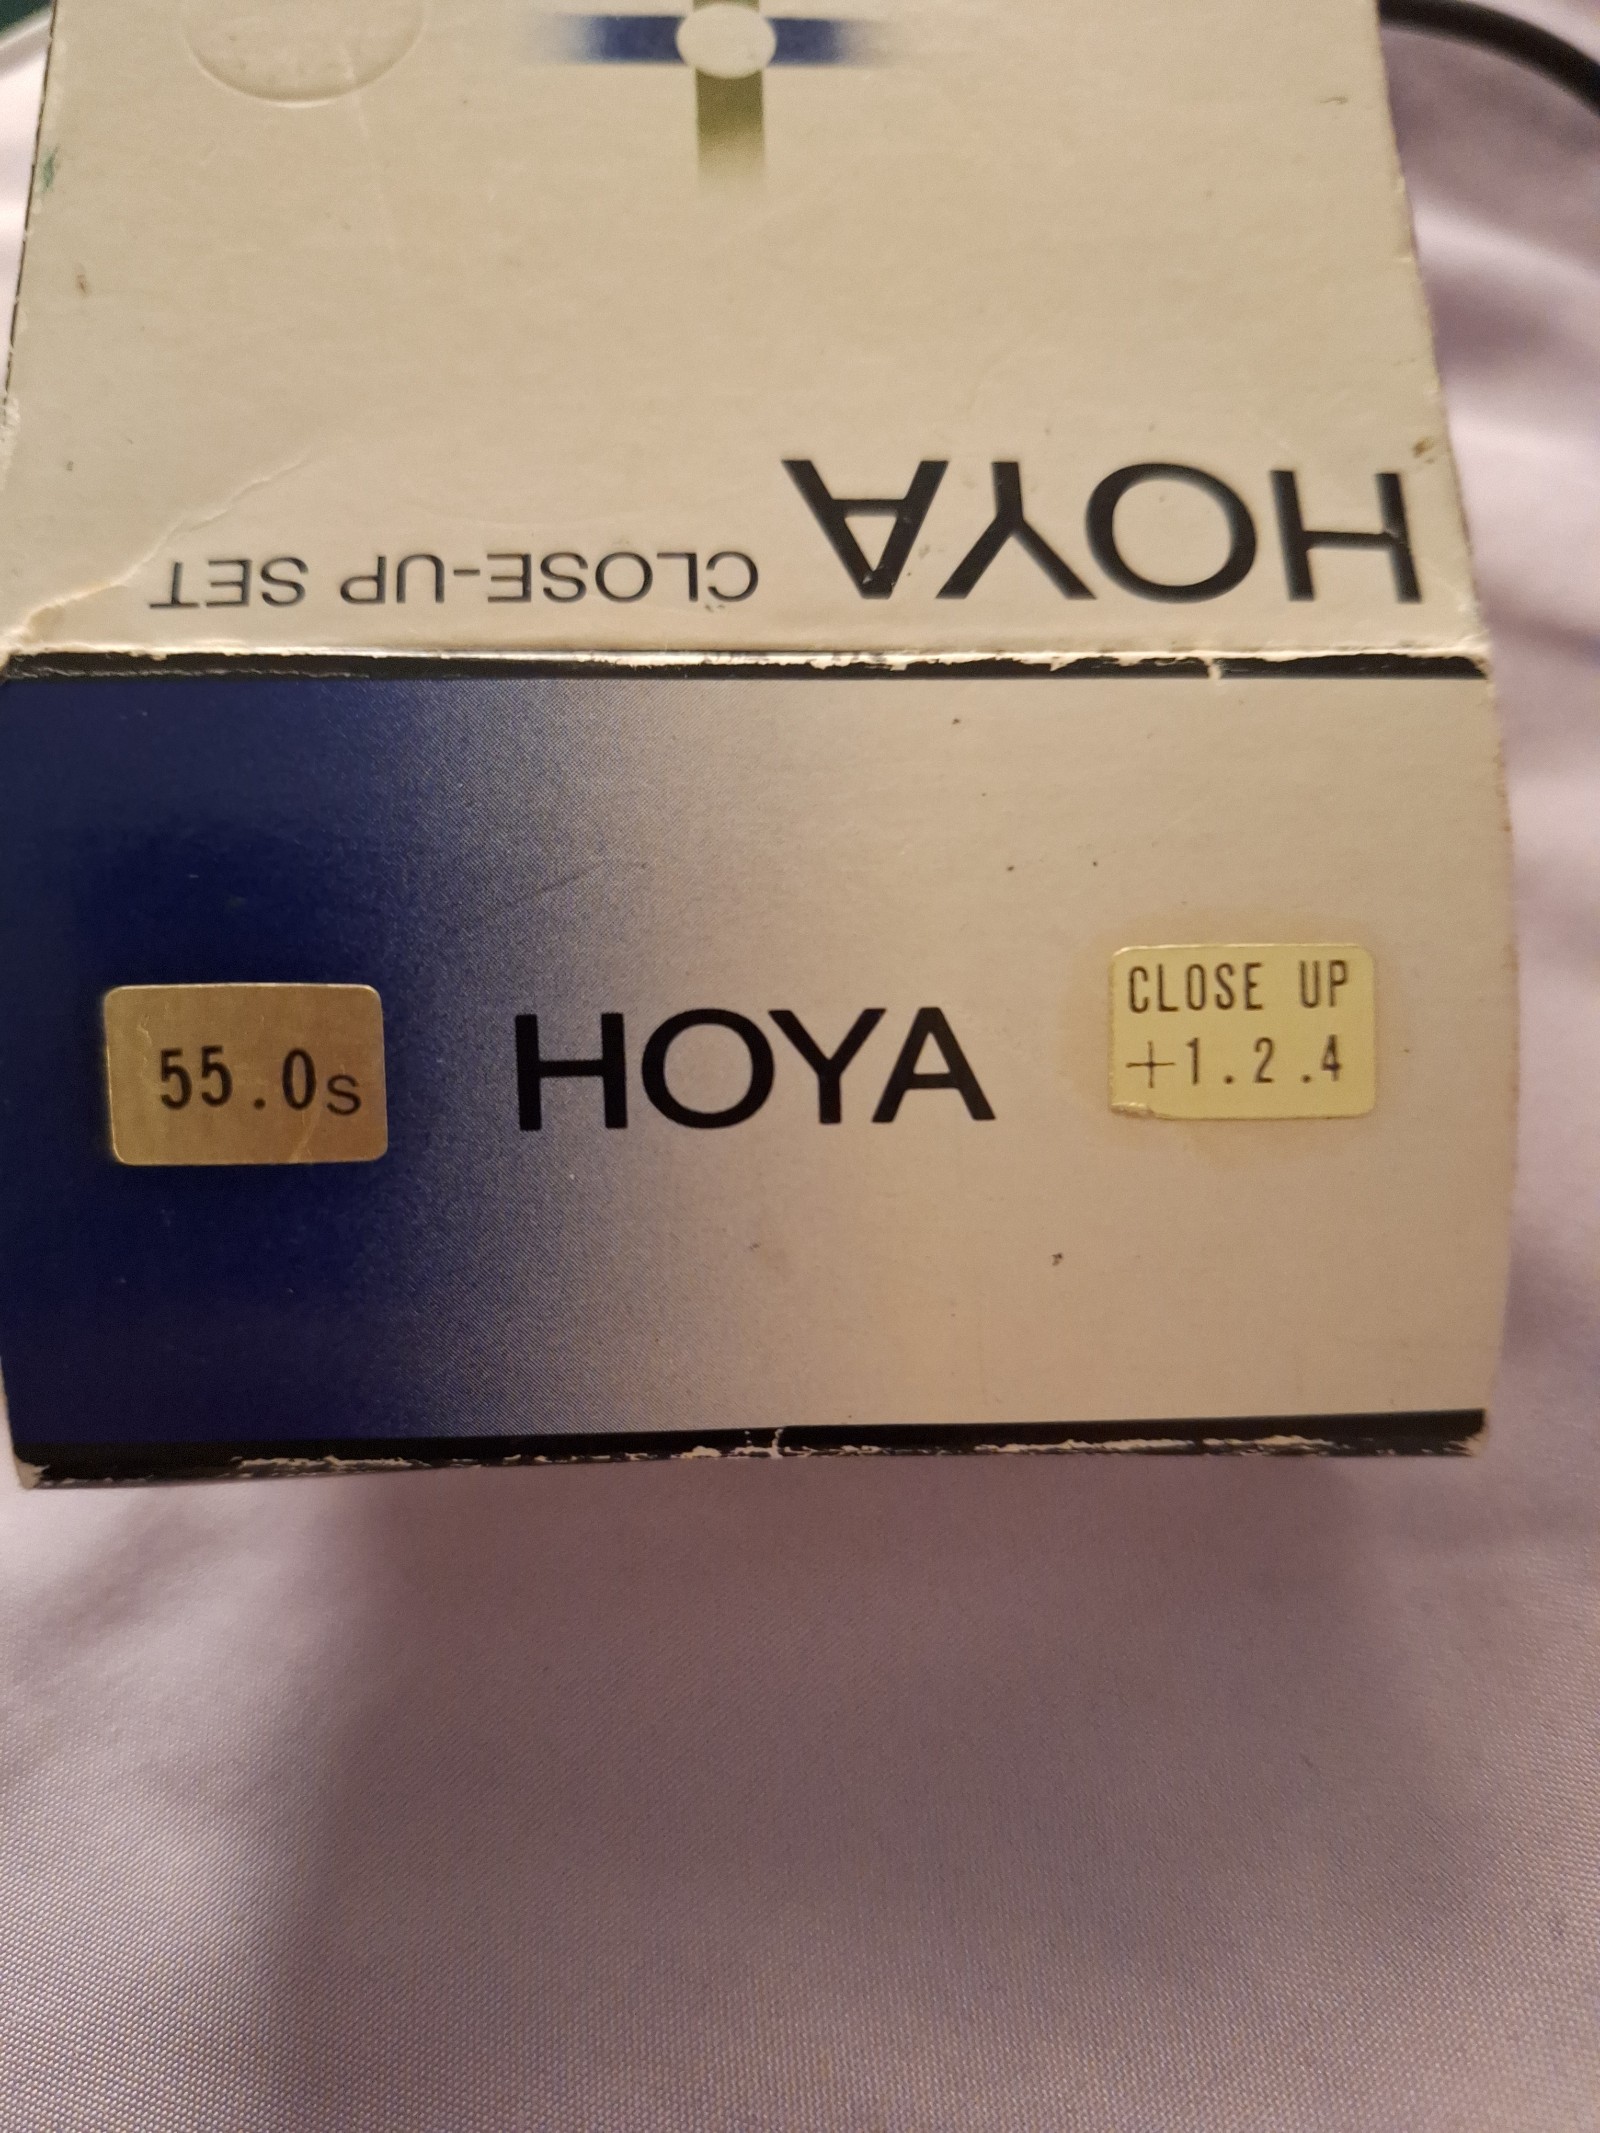 HOYA CLOSE-UP SET
55.0s
HOYA
CLOSE UP
+1.2.4